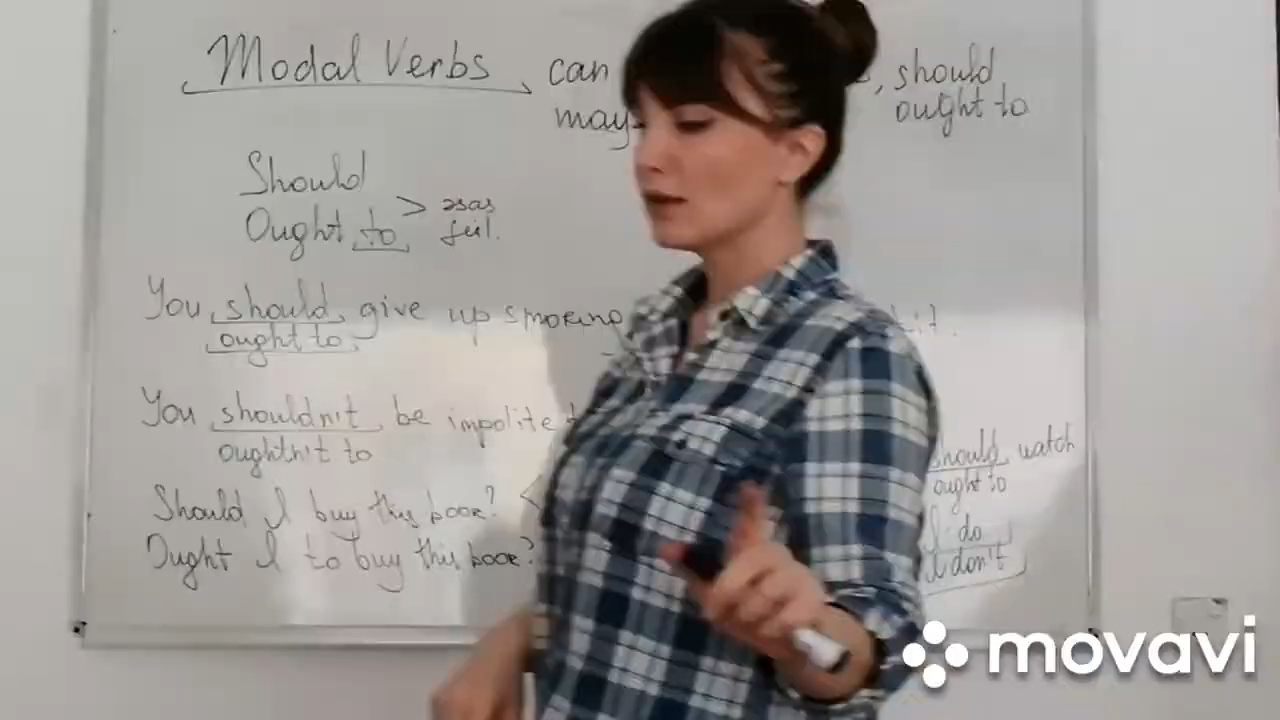 Modal Verbs can , should
may ought to
Should
Ought to >
You should give up smoking
ought to
You shouldn't be impolite
oughtn't to
Should I buy this book?
Ought I to buy this book?
should watch
ought to
I do
I don't
movavi